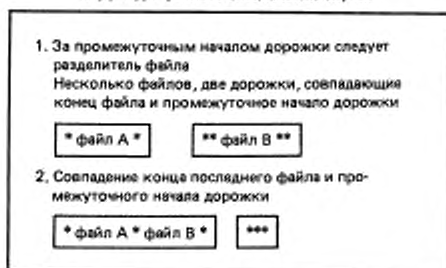 1. За промежуточным началом дорожки следует
разделитель файла
Несколько файлов, две дорожки, совпадающие
конец файла и промежуточное начало дорожки
* файл A * ** файл B **
2. Совпадение конца последнего файла и про-
межуточного начала дорожки
* файл A * файл B * ***